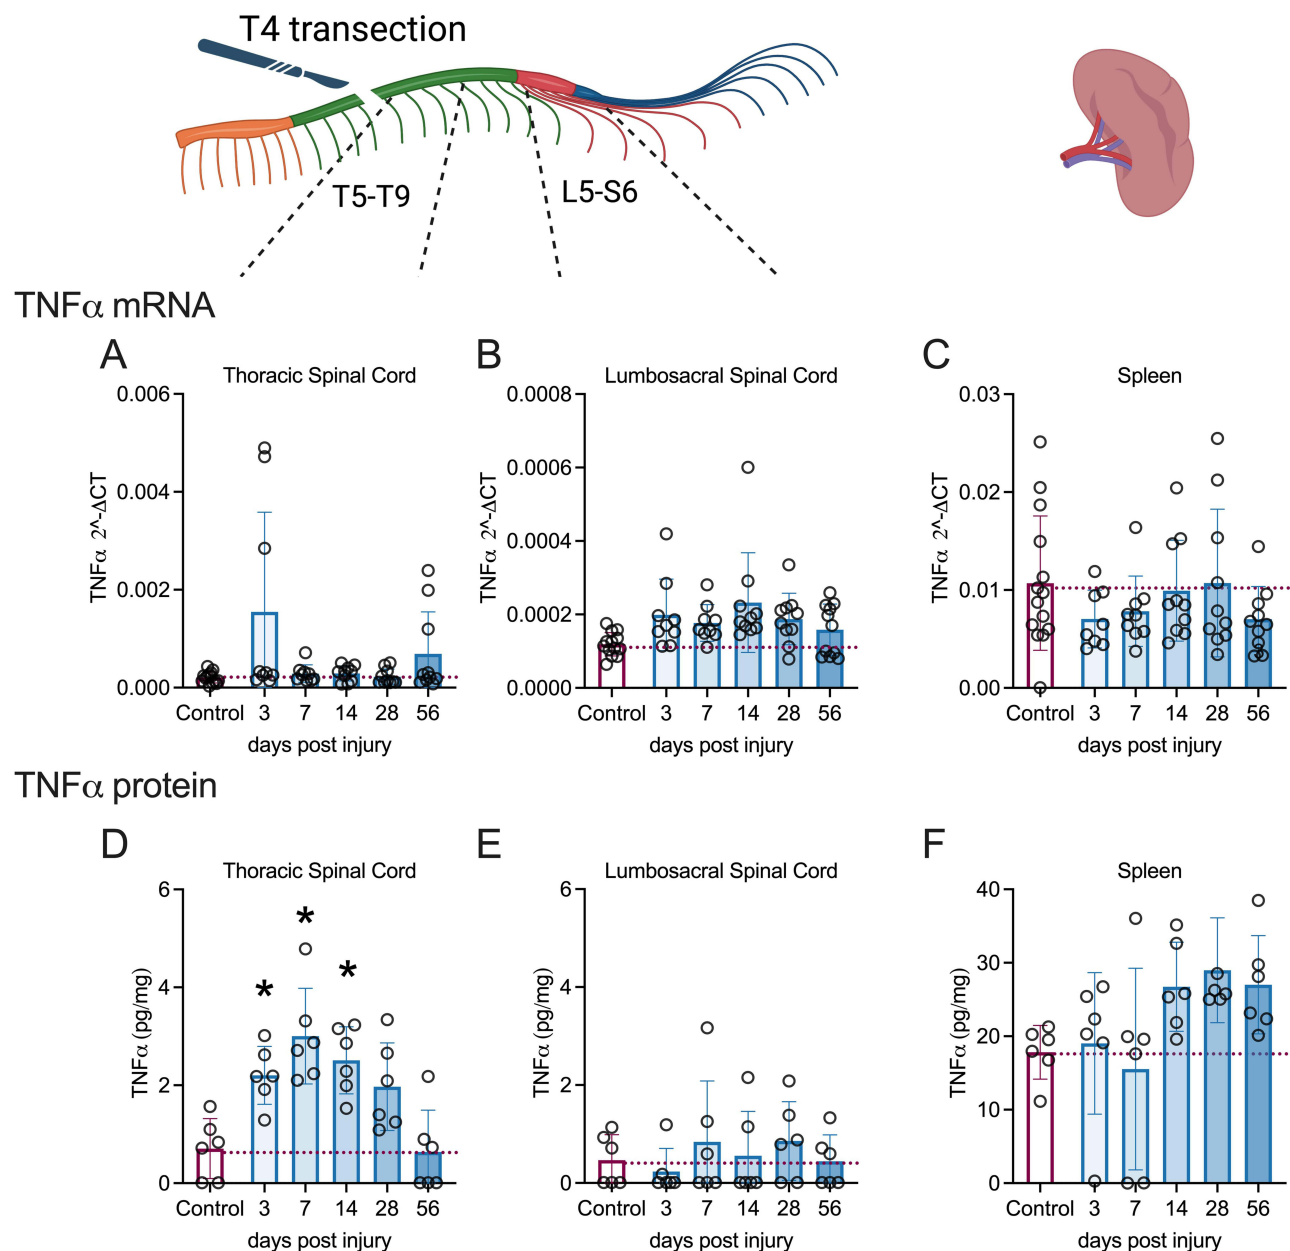 T4 transection
T5-T9
L5-S6
TNFα mRNA
A
Thoracic Spinal Cord
TNFα 2^-ΔCT
0.006
0.004
0.002
0.000
Control 3 7 14 28 56
days post injury
B
Lumbosacral Spinal Cord
TNFα 2^-ΔCT
0.0008
0.0006
0.0004
0.0002
0.0000
Control 3 7 14 28 56
days post injury
C
Spleen
TNFα 2^-ΔCT
0.03
0.02
0.01
0.00
Control 3 7 14 28 56
days post injury
TNFα protein
D
Thoracic Spinal Cord
TNFα (pg/mg)
6
4
2
0
* * *
Control 3 7 14 28 56
days post injury
E
Lumbosacral Spinal Cord
TNFα (pg/mg)
6
4
2
0
Control 3 7 14 28 56
days post injury
F
Spleen
TNFα (pg/mg)
40
30
20
10
0
Control 3 7 14 28 56
days post injury